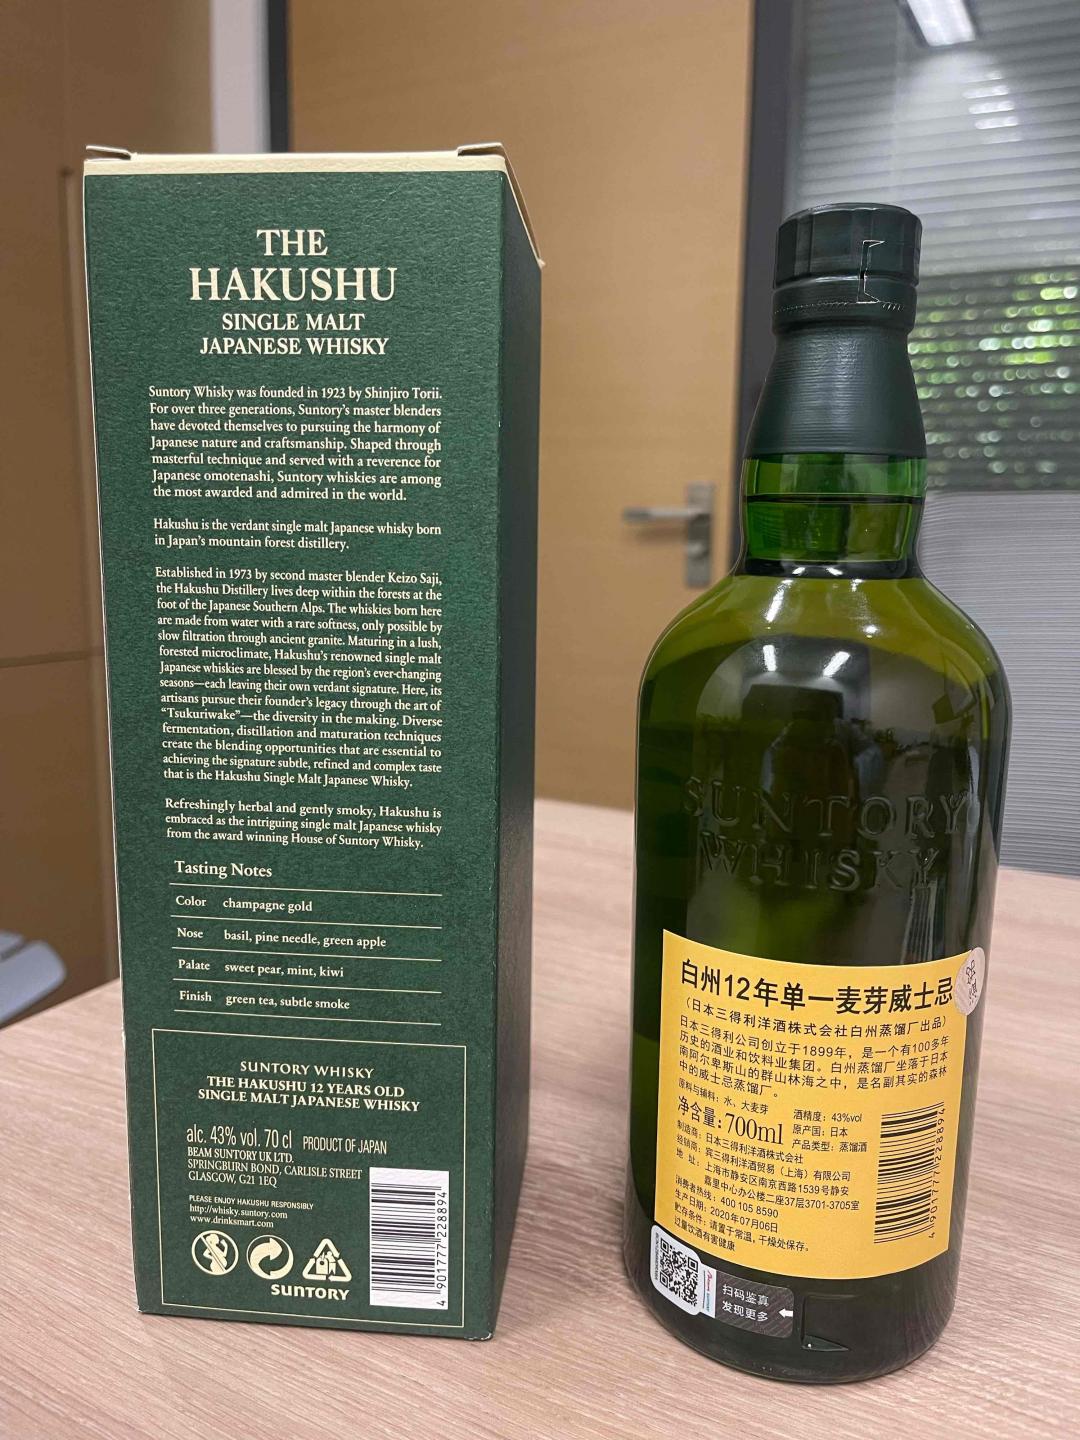 THE
HAKUSHU
SINGLE MALT
JAPANESE WHISKY
Suntory Whisky was founded in 1923 by Shinjiro Torii.
For over three generations, Suntory's master blenders
have devoted themselves to pursuing the harmony of
Japanese nature and craftsmanship. Shaped through
masterful technique and served with a reverence for
Japanese omotenashi, Suntory whiskies are among
the most awarded and admired in the world.
Hakushu is the verdant single malt Japanese whisky born
in Japan's mountain forest distillery.
Established in 1973 by second master blender Keizo Saji,
the Hakushu Distillery lives deep within the forests at the
foot of the Japanese Southern Alps. The whiskies born here
are made from water with a rare softness, only possible by
slow filtration through ancient granite. Maturing in a lush,
forested microclimate, Hakushu's renowned single malt
Japanese whiskies are blessed by the region's ever-changing
seasons—each leaving their own verdant signature. Here, its
artisans pursue their founder's legacy through the art of
“Tsukuriwake”—the diversity in the making. Diverse
fermentation, distillation and maturation techniques
create the blending opportunities that are essential to
achieving the signature subtle, refined and complex taste
that is the Hakushu Single Malt Japanese Whisky.
Refreshingly herbal and gently smoky, Hakushu is
embraced as the intriguing single malt Japanese whisky
from the award winning House of Suntory Whisky.
Tasting Notes
Color champagne gold
Nose basil, pine needle, green apple
Palate sweet pear, mint, kiwi
Finish green tea, subtle smoke
SUNTORY WHISKY
THE HAKUSHU 12 YEARS OLD
SINGLE MALT JAPANESE WHISKY
alc. 43% vol. 70 cl PRODUCT OF JAPAN
BEAM SUNTORY UK LTD.
SPRINGBURN BOND, CARLISLE STREET
GLASGOW, G21 1EQ
PLEASE ENJOY HAKUSHU RESPONSIBLY
http://whisky.suntory.com
www.drinksmart.com
SUNTORY
4 901777 228894
SUNTORY
WHISKY
白州12年单一麦芽威士忌
（日本三得利洋酒株式会社白州蒸馏厂出品）
日本三得利公司创立于1899年，是一个有100多年
历史的酒业和饮料业集团。白州蒸馏厂坐落于日本
南阿尔卑斯山的群山林海之中，是名副其实的森林
中的威士忌蒸馏厂。
原料与辅料：水、大麦芽
净含量：700ml
酒精度：43%vol
原产国：日本
产品类型：蒸馏酒
制造商：日本三得利洋酒株式会社
经销商：宾三得利洋酒贸易（上海）有限公司
地 址：上海市静安区南京西路1539号静安
嘉里中心办公楼二座37层3701-3705室
消费者热线：400 105 8590
生产日期：2020年07月06日
贮存条件：请置于常温，干燥处保存。
过量饮酒有害健康
4 901777 228894
扫码鉴真
发现更多